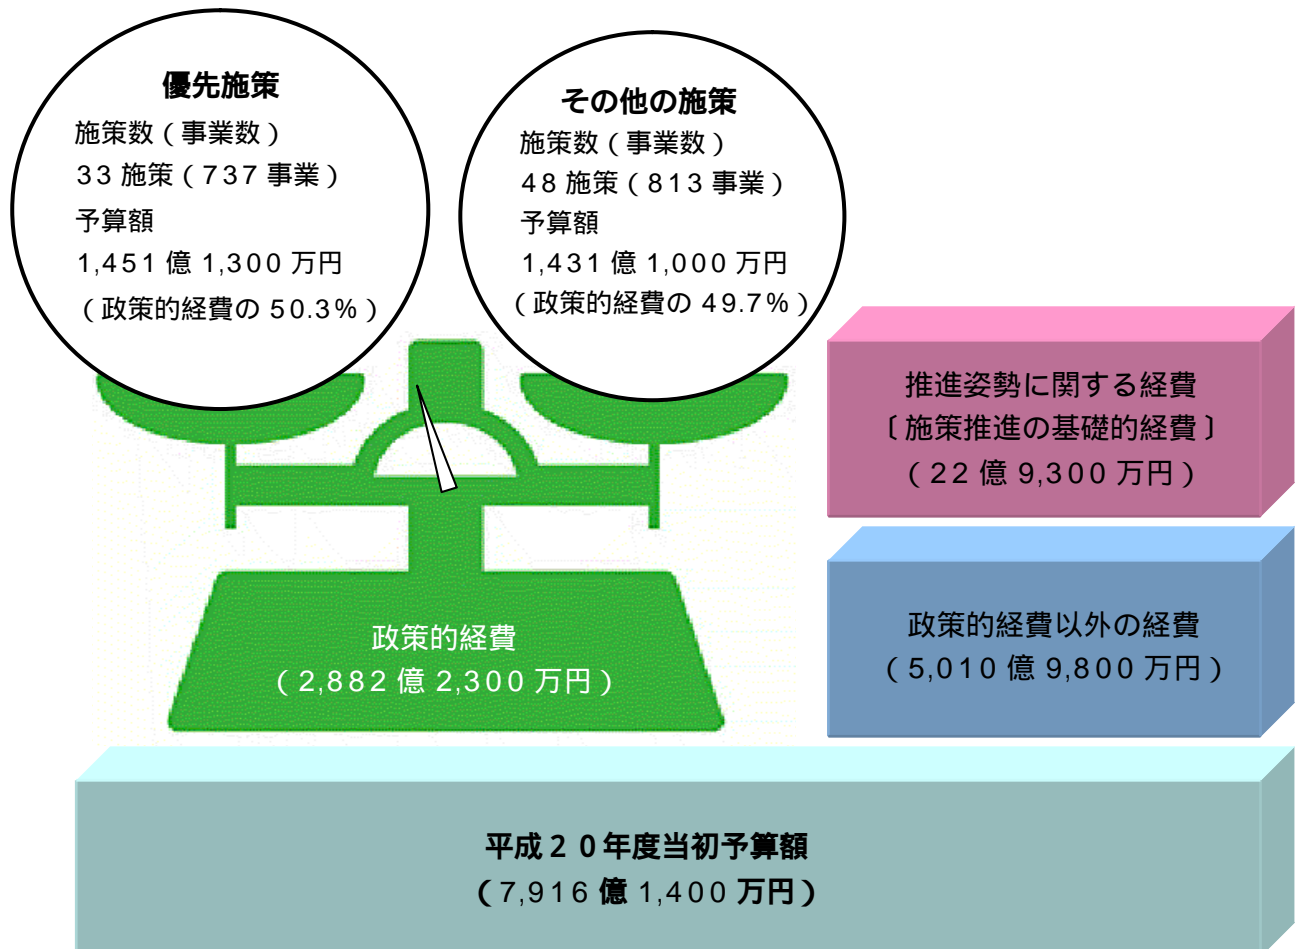 優先施策
施策数（事業数）
33 施策（737 事業）
予算額
1,451 億 1,300 万円
（政策的経費の 50.3%）
その他の施策
施策数（事業数）
48 施策（813 事業）
予算額
1,431 億 1,000 万円
（政策的経費の 49.7%）
推進姿勢に関する経費
〔施策推進の基礎的経費〕
（22 億 9,300 万円）
政策的経費以外の経費
（5,010 億 9,800 万円）
政策的経費
（2,882 億 2,300 万円）
平成２０年度当初予算額
（7,916 億 1,400 万円）